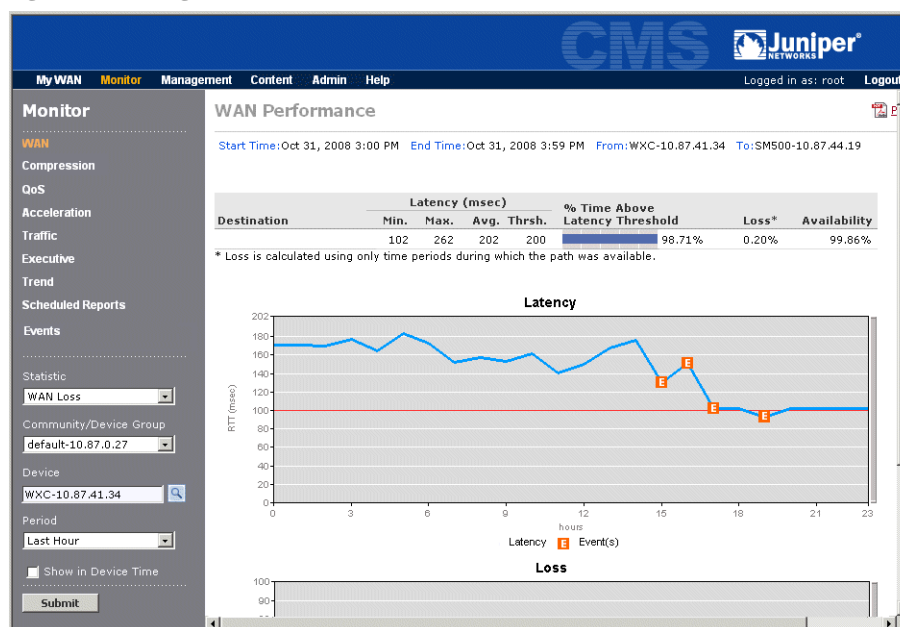 CMS
Juniper®
NETWORKS
My WAN Monitor Management Content Admin Help
Logged in as: root Logout
Monitor
WAN
Compression
QoS
Acceleration
Traffic
Executive
Trend
Scheduled Reports
Events
Statistic
WAN Loss
Community/Device Group
default-10.87.0.27
Device
WXC-10.87.41.34
Period
Last Hour
Show in Device Time
Submit
WAN Performance
Start Time:Oct 31, 2008 3:00 PM End Time:Oct 31, 2008 3:59 PM From:WXC-10.87.41.34 To:SM500-10.87.44.19
Latency (msec)
% Time Above
Destination Min. Max. Avg. Thrsh. Latency Threshold Loss* Availability
102 262 202 200 98.71% 0.20% 99.86%
* Loss is calculated using only time periods during which the path was available.
Latency
202
180
160
140
120
100
80
60
40
20
0
RTT (msec)
E
E
E
E
0 3 6 9 12 15 18 21 23
hours
Latency E Event(s)
Loss
100
90